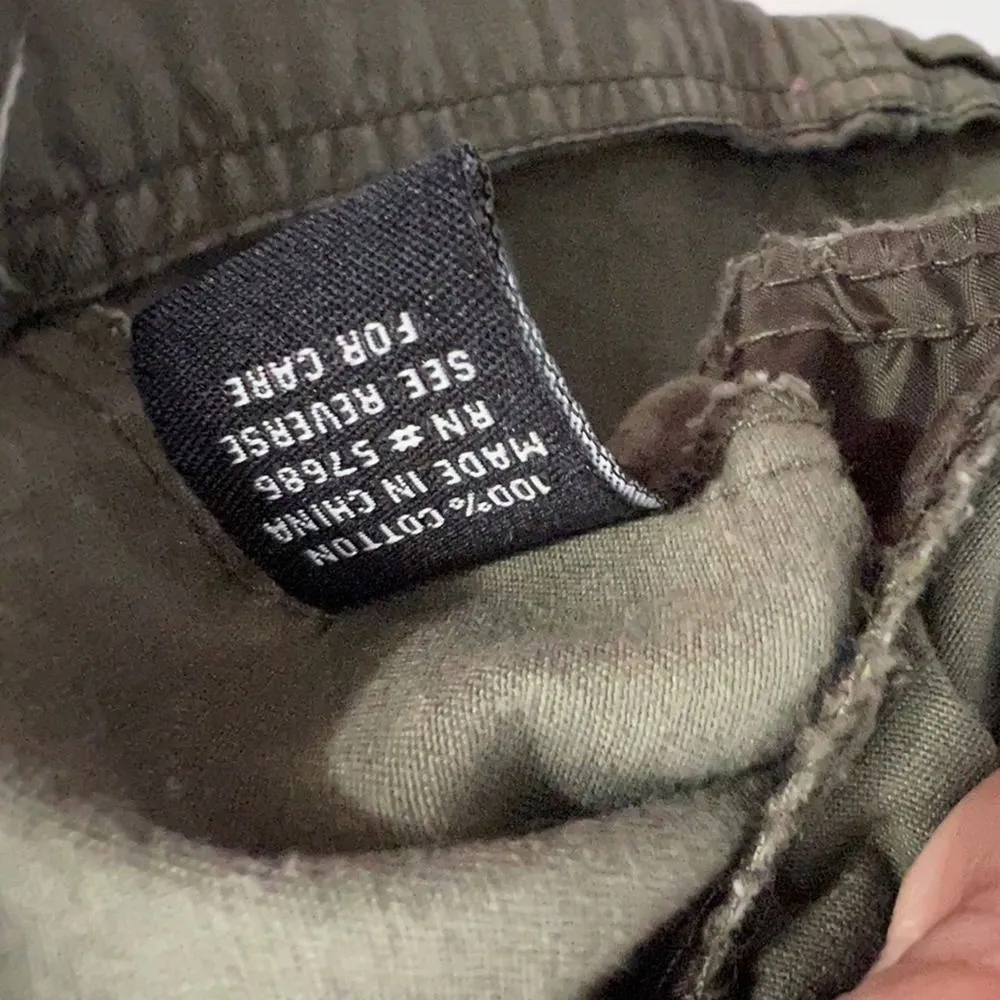 100% COTTON
MADE IN CHINA
RN # 57686
SEE REVERSE
FOR CARE